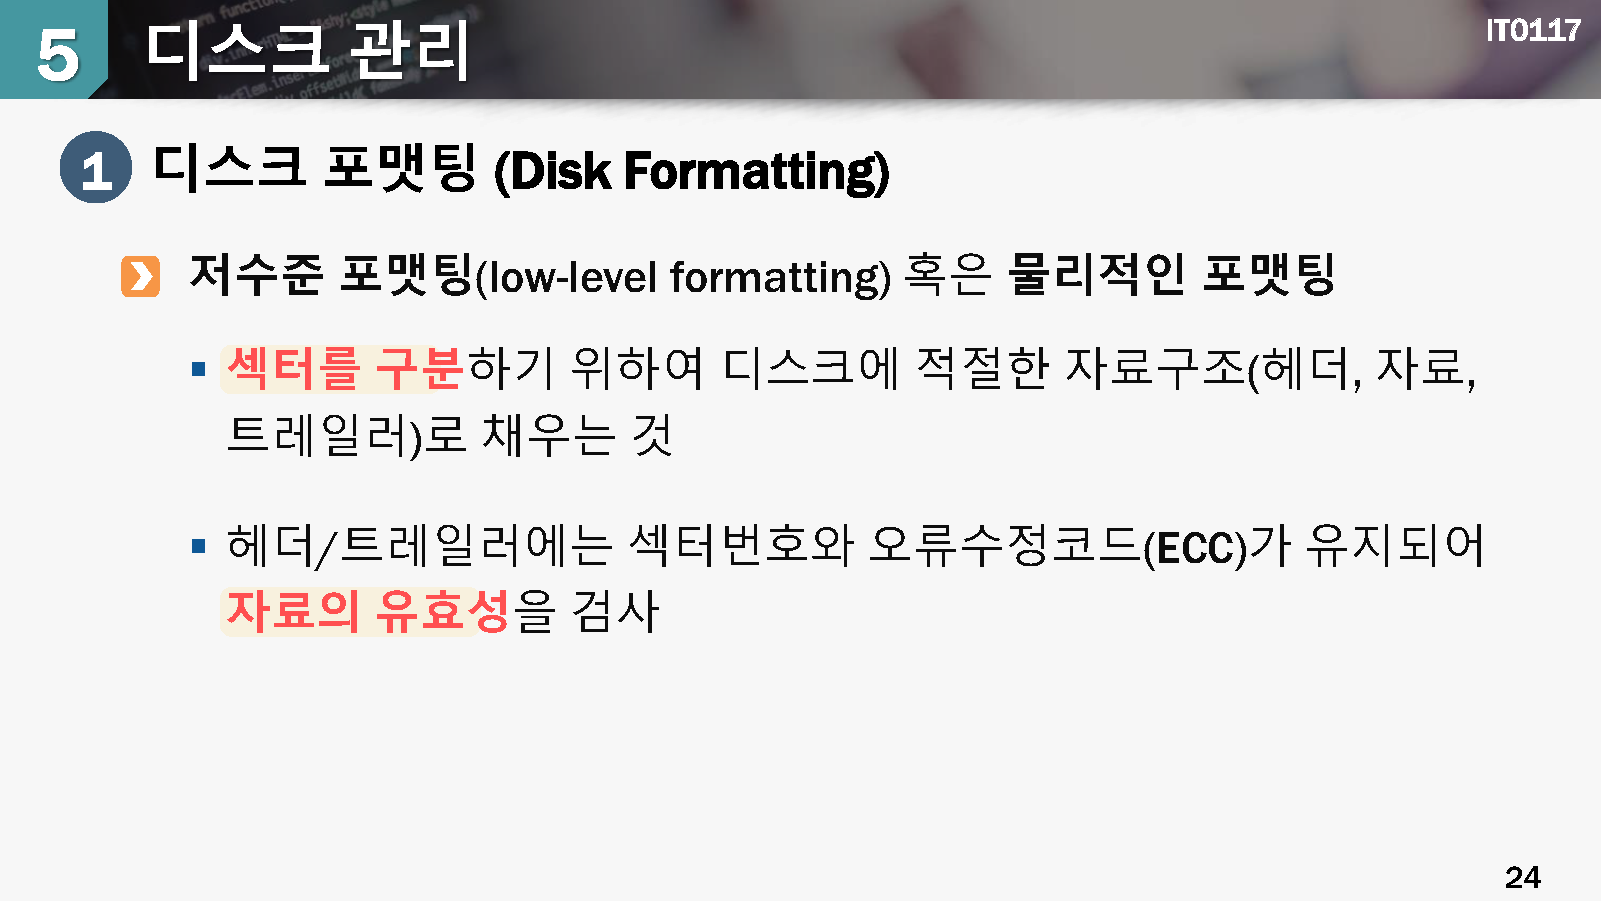 5 디스크 관리
IT0117
1 디스크 포맷팅 (Disk Formatting)
저수준 포맷팅(low-level formatting) 혹은 물리적인 포맷팅
▪ 섹터를 구분하기 위하여 디스크에 적절한 자료구조(헤더, 자료,
트레일러)로 채우는 것
▪ 헤더/트레일러에는 섹터번호와 오류수정코드(ECC)가 유지되어
자료의 유효성을 검사
24